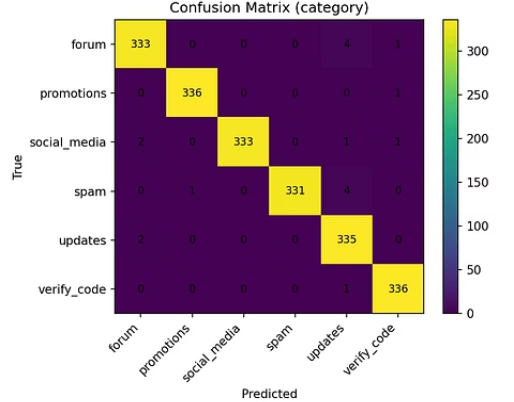 Confusion Matrix (category)
forum 333 0 0 0 4 1
promotions 0 336 0 0 0 1
social_media 2 0 333 0 1 1
spam 0 1 0 331 4 0
updates 2 0 0 0 335 0
verify_code 0 0 0 0 1 336
forum promotions social_media spam updates verify_code
True
Predicted
300
250
200
150
100
50
0